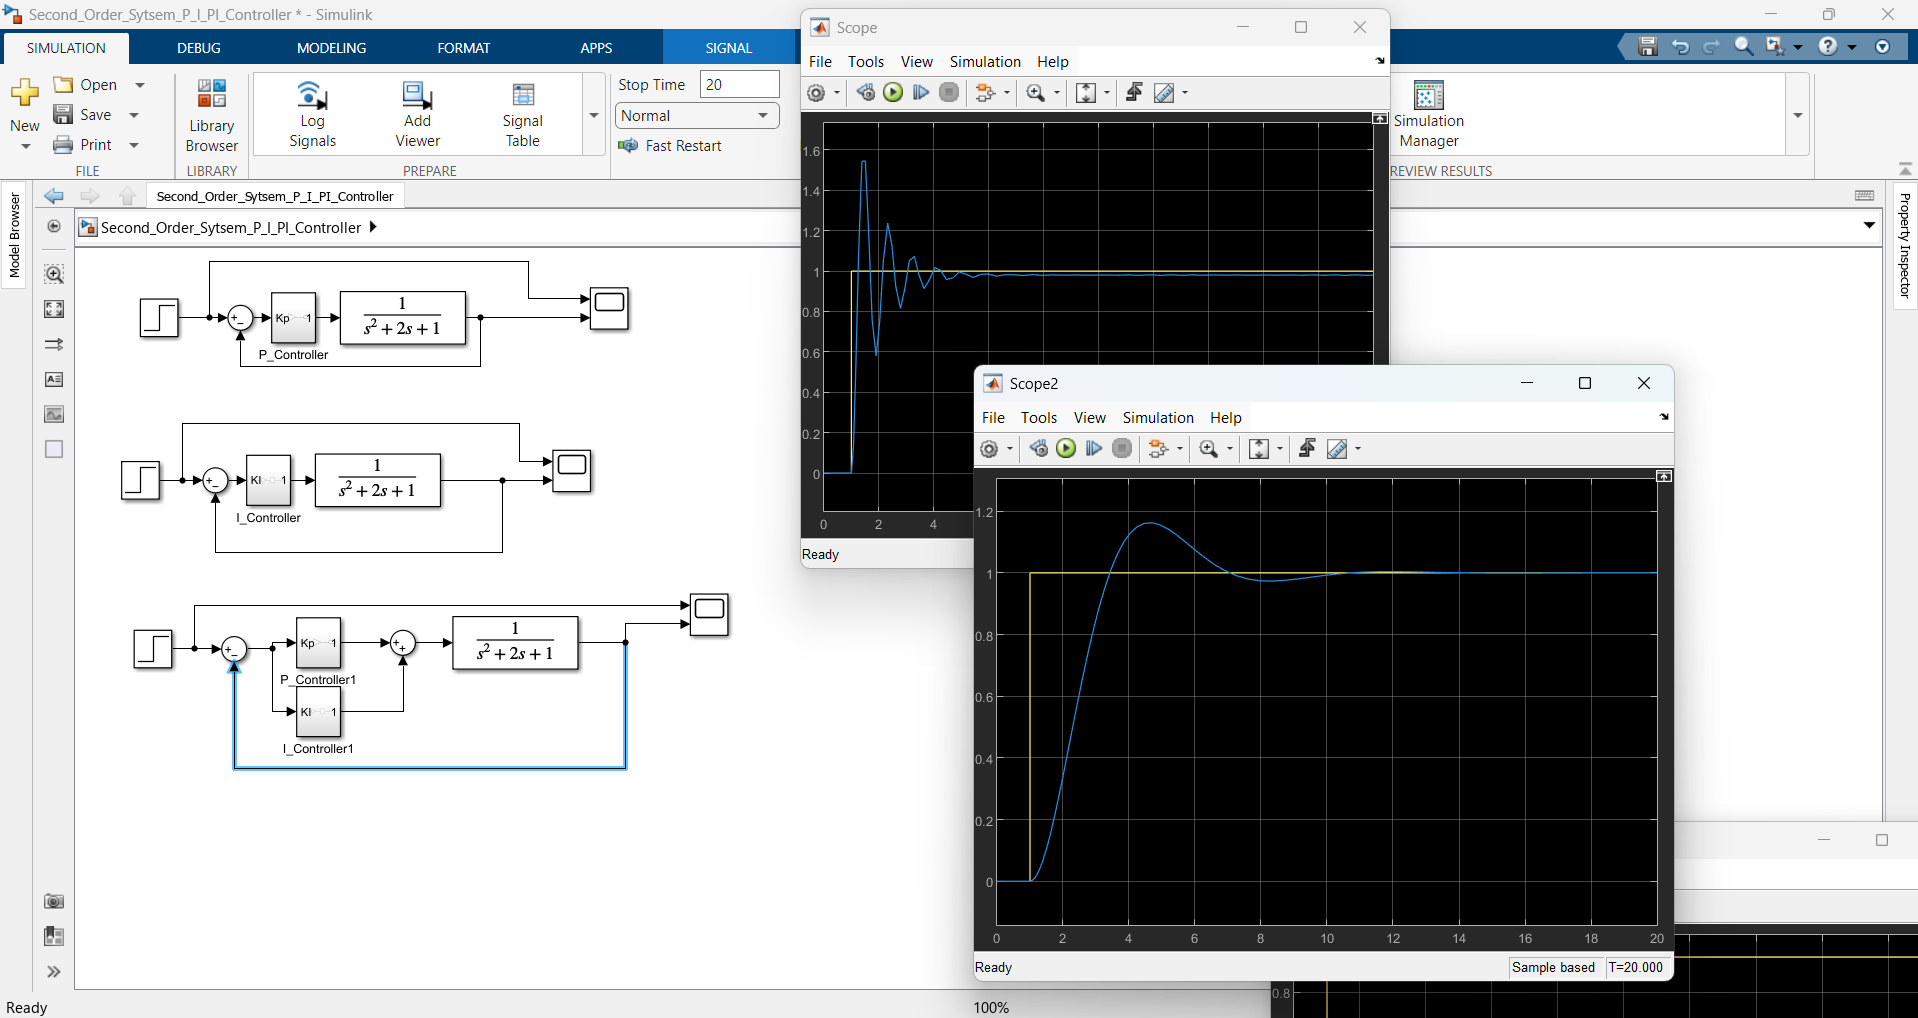 Second_Order_Sytsem_P_I_PI_Controller * - Simulink
SIMULATION
DEBUG
MODELING
FORMAT
APPS
SIGNAL
New
Open
Save
Print
FILE
Library
Browser
LIBRARY
Log
Signals
Add
Viewer
Signal
Table
PREPARE
Stop Time
20
Normal
Fast Restart
Simulation
Manager
REVIEW RESULTS
Model Browser
Property Inspector
Second_Order_Sytsem_P_I_PI_Controller
Second_Order_Sytsem_P_I_PI_Controller
Kp 1
P_Controller
1
s² + 2s + 1
KI 1
I_Controller
1
s² + 2s + 1
Kp 1
P_Controller1
KI 1
I_Controller1
1
s² + 2s + 1
Scope
File Tools View Simulation Help
1.6
1.4
1.2
1
0.8
0.6
0.4
0.2
0
0 2 4
Ready
Scope2
File Tools View Simulation Help
1.2
1
0.8
0.6
0.4
0.2
0
0 2 4 6 8 10 12 14 16 18 20
Ready
Sample based T=20.000
0.8
Ready
100%